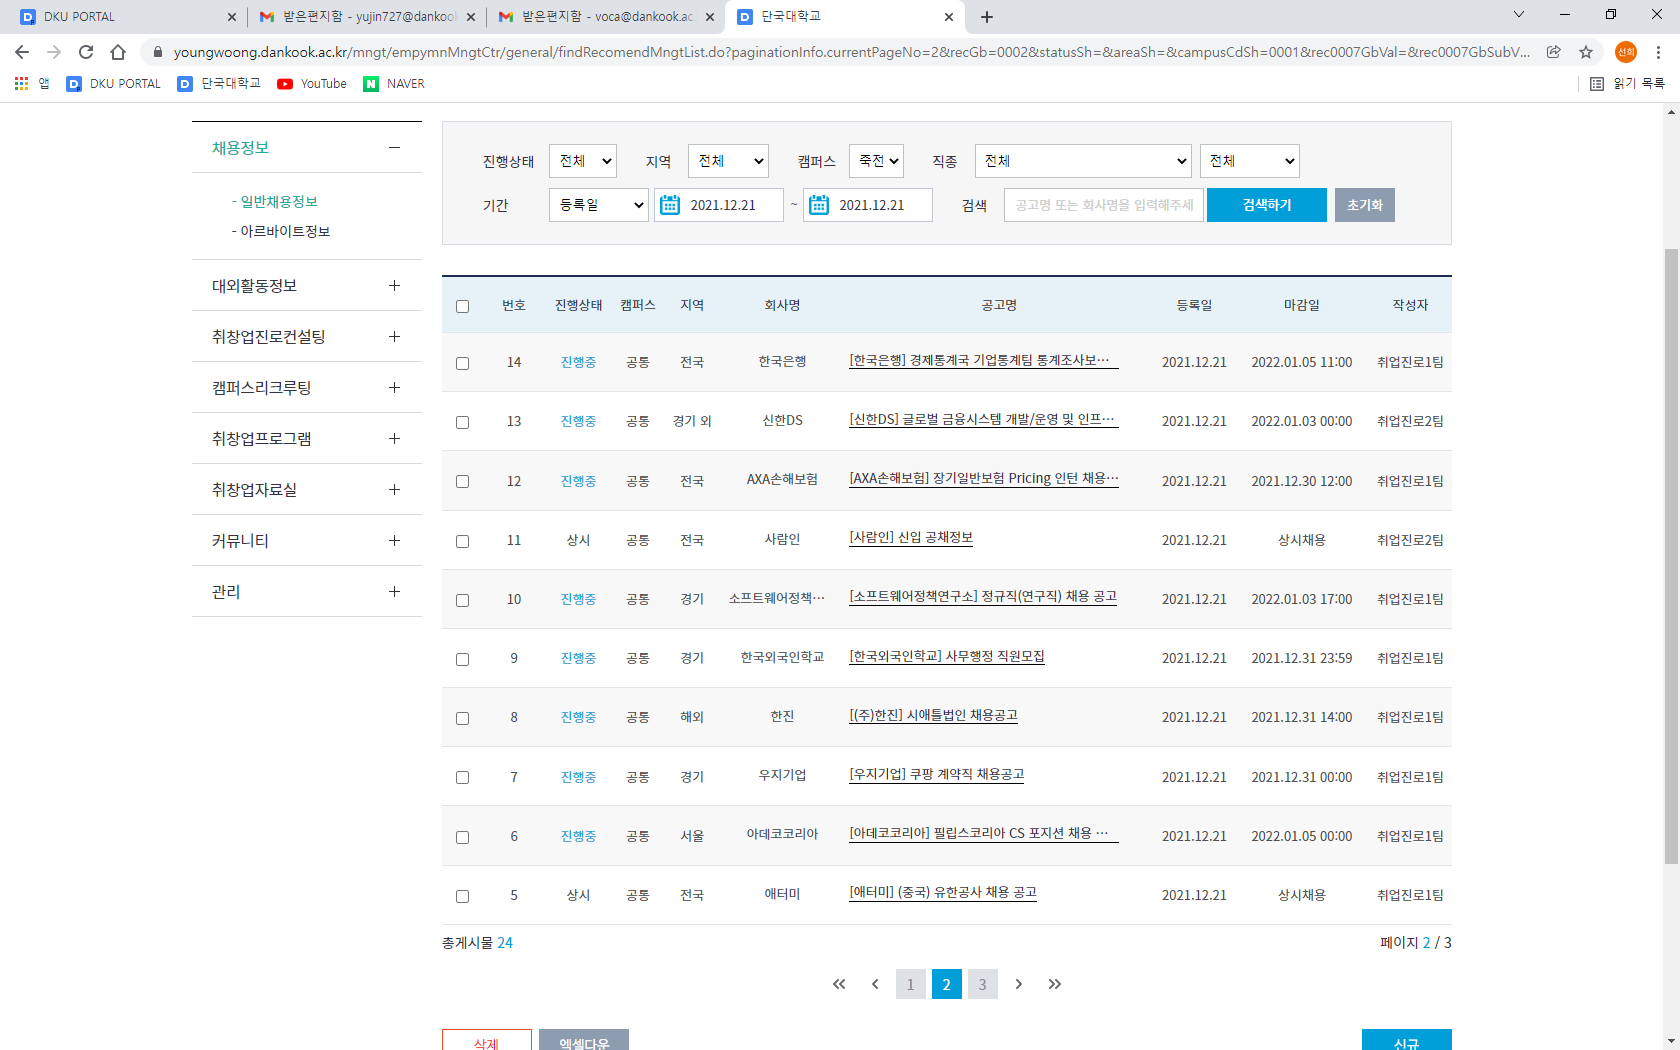 DKU PORTAL
받은편지함 - yujin727@dankook
받은편지함 - voca@dankook.ac.
단국대학교
youngwoong.dankook.ac.kr/mngt/empymnMngtCtr/general/findRecomendMngtList.do?paginationInfo.currentPageNo=2&recGb=0002&statusSh=&areaSh=&campusCdSh=0001&rec0007GbVal=&rec0007GbSubV...
선희
앱 DKU PORTAL 단국대학교 YouTube NAVER 읽기 목록
채용정보
- 일반채용정보
- 아르바이트정보
대외활동정보
취창업진로컨설팅
캠퍼스리크루팅
취창업프로그램
취창업자료실
커뮤니티
관리
진행상태 전체 지역 전체 캠퍼스 죽전 직종 전체 전체
기간 등록일 2021.12.21 ~ 2021.12.21 검색 공고명 또는 회사명을 입력해주세 검색하기 초기화
번호 진행상태 캠퍼스 지역 회사명 공고명 등록일 마감일 작성자
14 진행중 공통 전국 한국은행 [한국은행] 경제통계국 기업통계팀 통계조사보… 2021.12.21 2022.01.05 11:00 취업진로1팀
13 진행중 공통 경기 외 신한DS [신한DS] 글로벌 금융시스템 개발/운영 및 인프… 2021.12.21 2022.01.03 00:00 취업진로2팀
12 진행중 공통 전국 AXA손해보험 [AXA손해보험] 장기일반보험 Pricing 인턴 채용… 2021.12.21 2021.12.30 12:00 취업진로1팀
11 상시 공통 전국 사람인 [사람인] 신입 공채정보 2021.12.21 상시채용 취업진로2팀
10 진행중 공통 경기 소프트웨어정책… [소프트웨어정책연구소] 정규직(연구직) 채용 공고 2021.12.21 2022.01.03 17:00 취업진로1팀
9 진행중 공통 경기 한국외국인학교 [한국외국인학교] 사무행정 직원모집 2021.12.21 2021.12.31 23:59 취업진로1팀
8 진행중 공통 해외 한진 [(주)한진] 시애틀법인 채용공고 2021.12.21 2021.12.31 14:00 취업진로1팀
7 진행중 공통 경기 우지기업 [우지기업] 쿠팡 계약직 채용공고 2021.12.21 2021.12.31 00:00 취업진로1팀
6 진행중 공통 서울 아데코코리아 [아데코코리아] 필립스코리아 CS 포지션 채용 … 2021.12.21 2022.01.05 00:00 취업진로1팀
5 상시 공통 전국 애터미 [애터미] (중국) 유한공사 채용 공고 2021.12.21 상시채용 취업진로1팀
총게시물 24 페이지 2 / 3
1 2 3
삭제 엑셀다운 신규